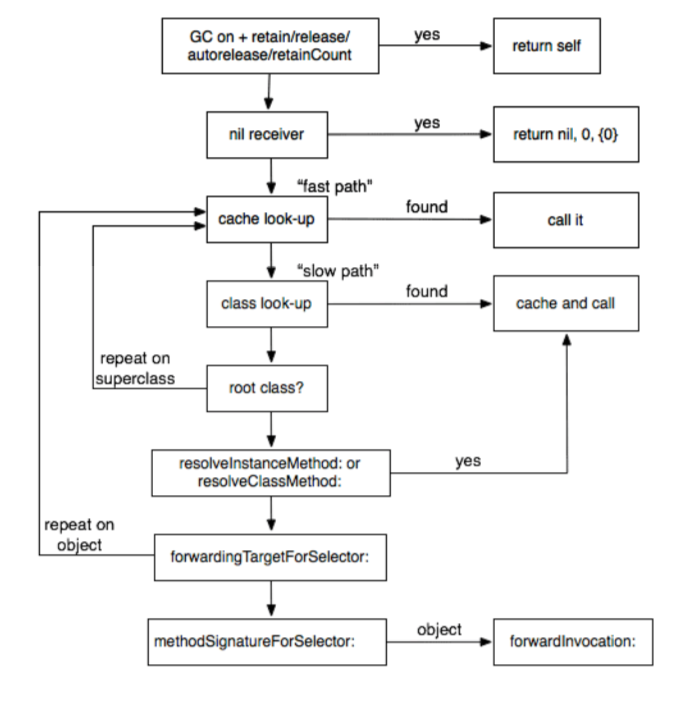 GC on + retain/release/
autorelease/retainCount
yes
return self
nil receiver
yes
return nil, 0, {0}
"fast path"
cache look-up
found
call it
"slow path"
class look-up
found
cache and call
repeat on
superclass
root class?
resolveInstanceMethod: or
resolveClassMethod:
yes
repeat on
object
forwardingTargetForSelector:
methodSignatureForSelector:
object
forwardInvocation: